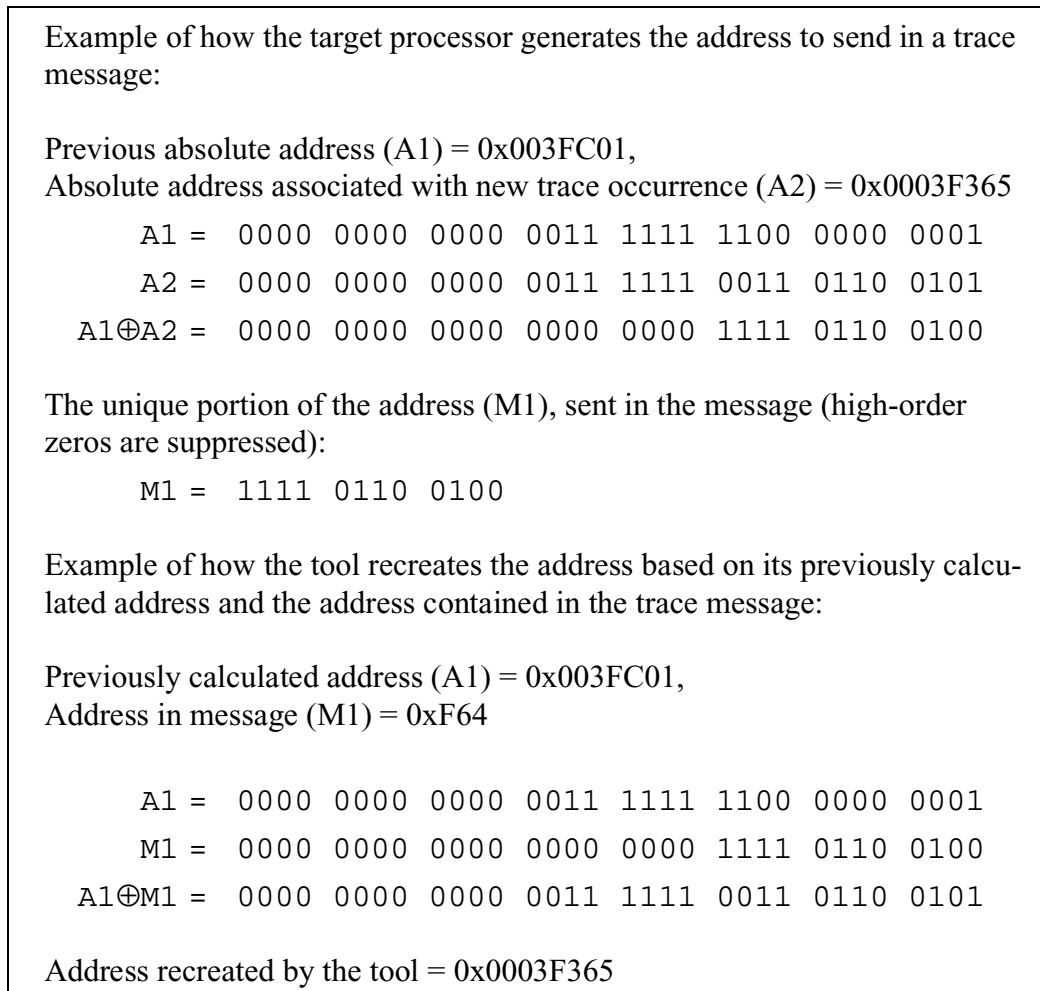 Example of how the target processor generates the address to send in a trace
message:
Previous absolute address (A1) = 0x003FC01,
Absolute address associated with new trace occurrence (A2) = 0x0003F365
A1 = 0000 0000 0000 0011 1111 1100 0000 0001
A2 = 0000 0000 0000 0011 1111 0011 0110 0101
A1⊕A2 = 0000 0000 0000 0000 0000 1111 0110 0100
The unique portion of the address (M1), sent in the message (high-order
zeros are suppressed):
M1 = 1111 0110 0100
Example of how the tool recreates the address based on its previously calcu-
lated address and the address contained in the trace message:
Previously calculated address (A1) = 0x003FC01,
Address in message (M1) = 0xF64
A1 = 0000 0000 0000 0011 1111 1100 0000 0001
M1 = 0000 0000 0000 0000 0000 1111 0110 0100
A1⊕M1 = 0000 0000 0000 0011 1111 0011 0110 0101
Address recreated by the tool = 0x0003F365